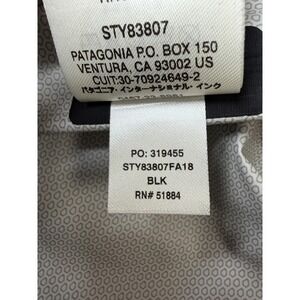 STY83807
PATAGONIA P.O. BOX 150
VENTURA, CA 93002 US
CUIT:30-70924649-2
パタゴニア・インターナショナル・インク
PO: 319455
STY83807FA18
BLK
RN# 51884